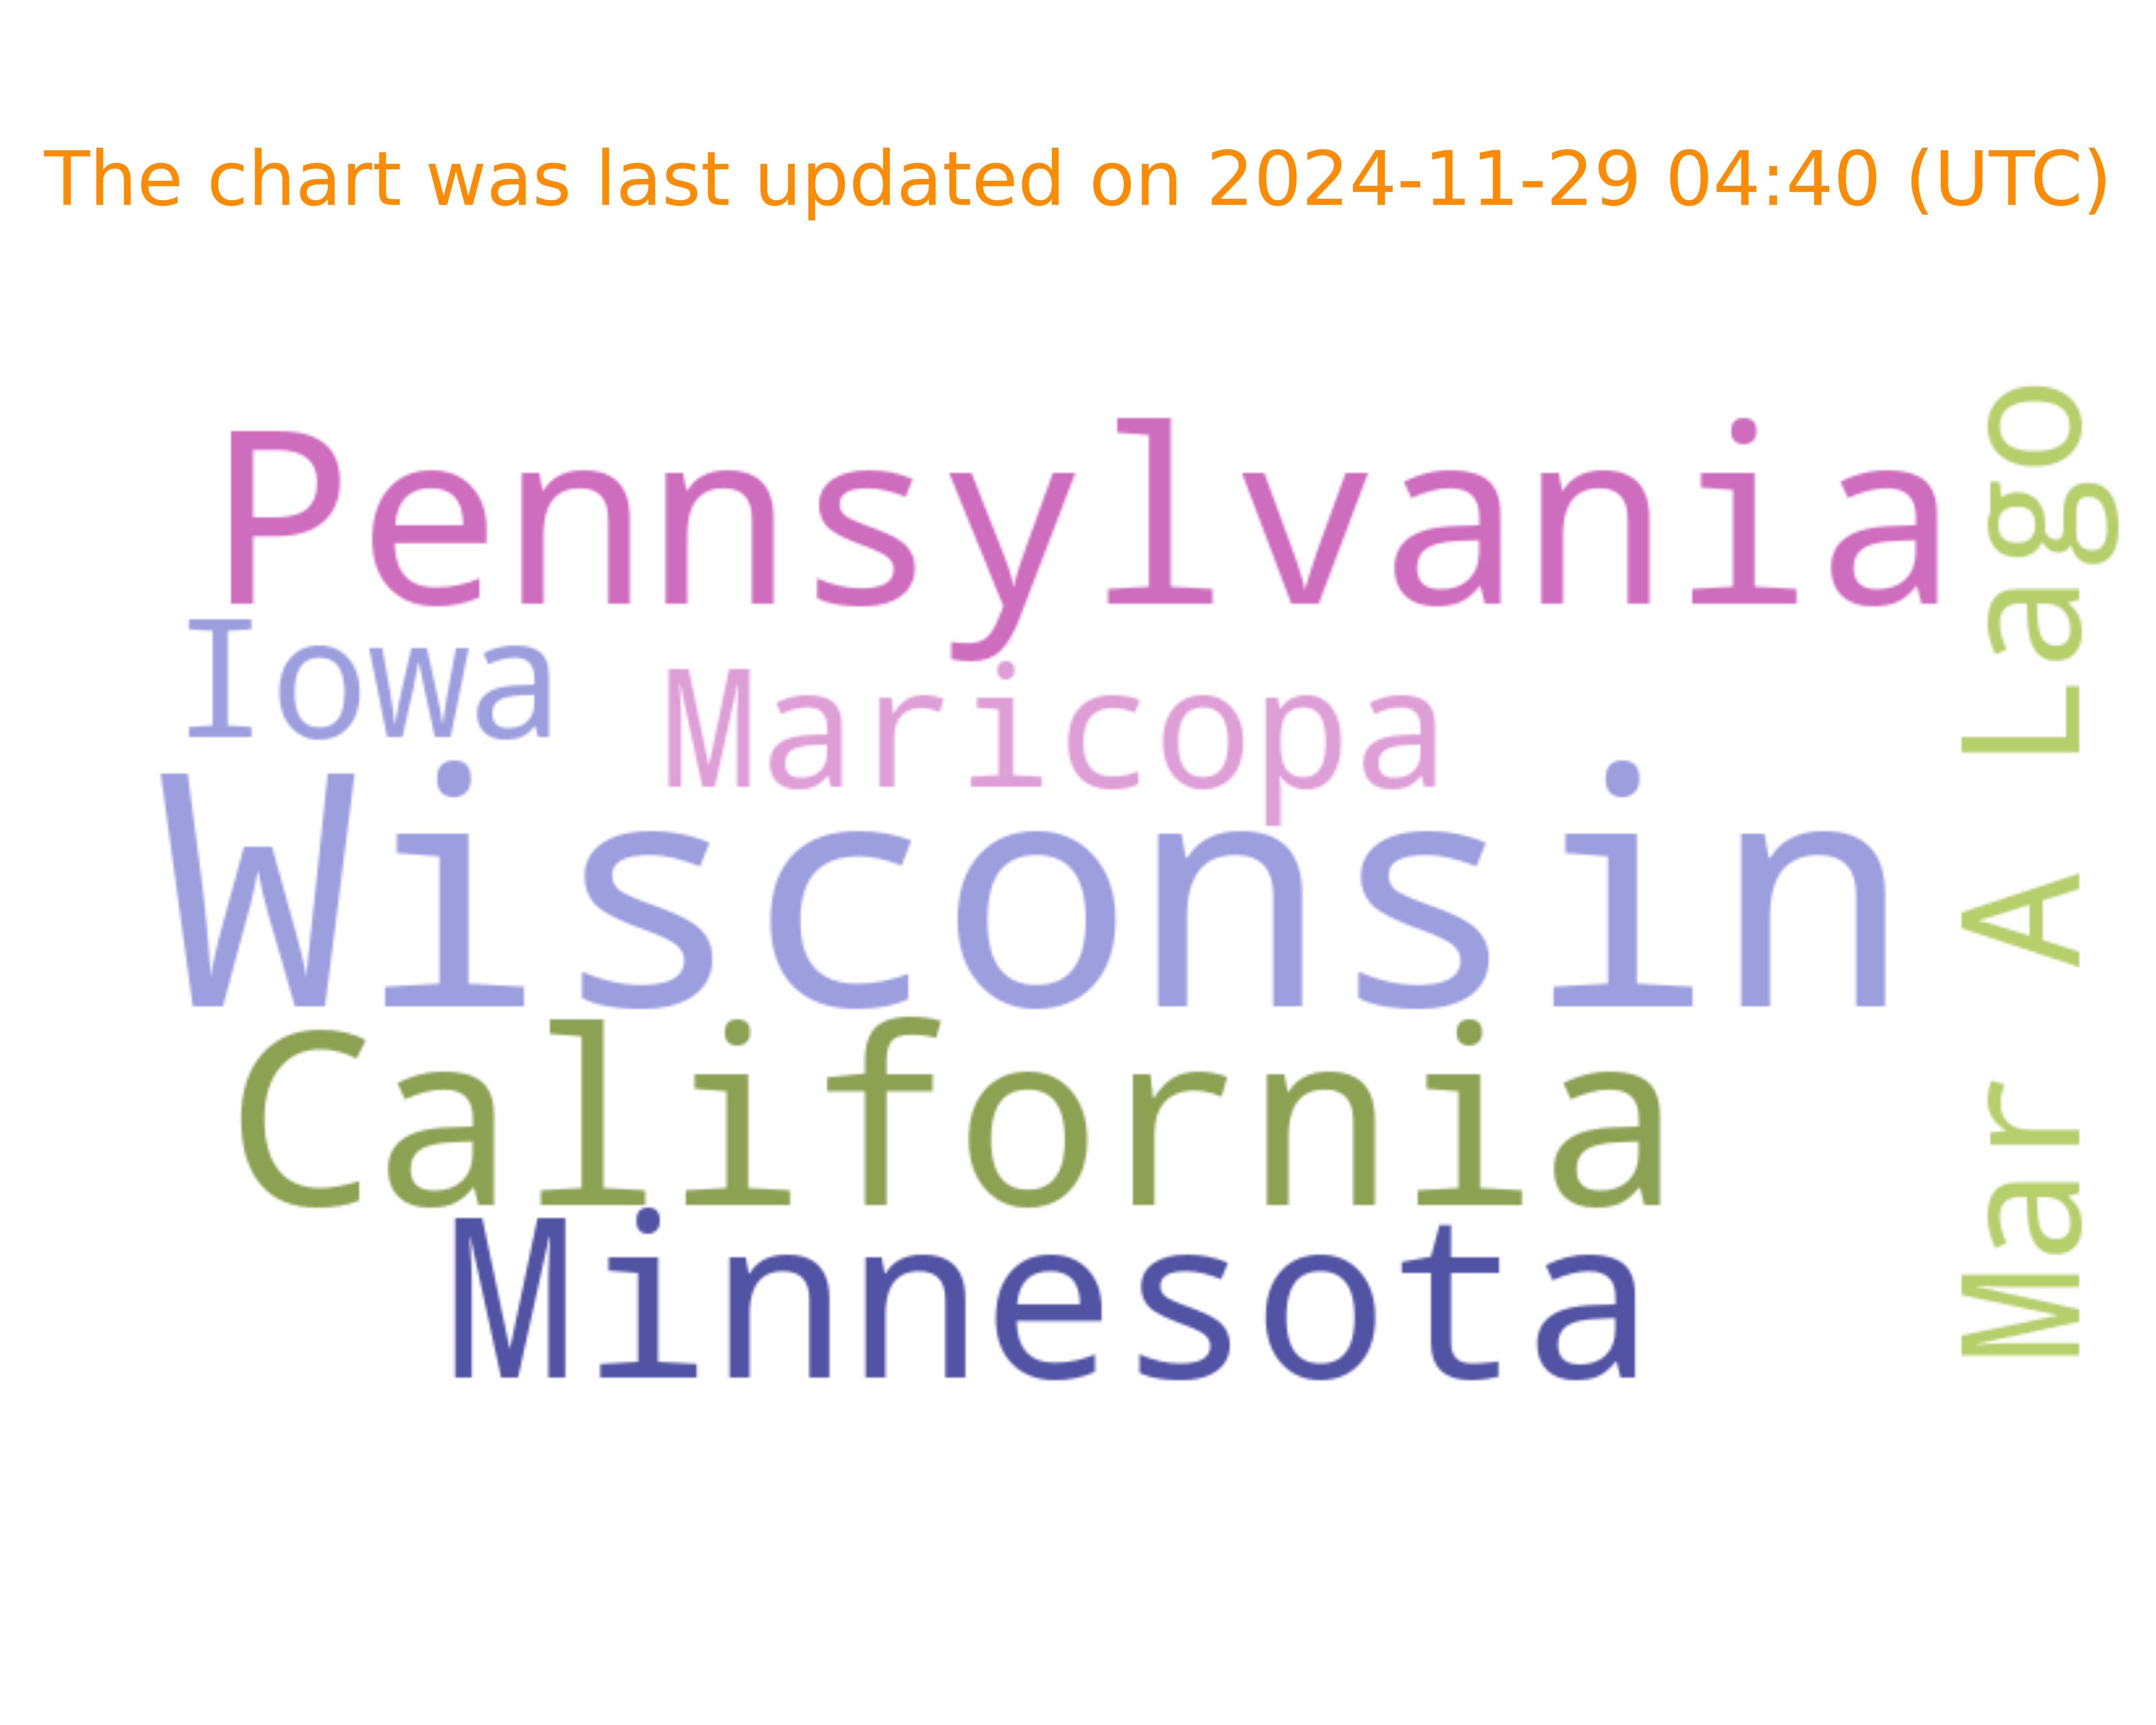 The chart was last updated on 2024-11-29 04:40 (UTC)
Pennsylvania
Iowa
Maricopa
Wisconsin
California
Minnesota
Mar A Lago